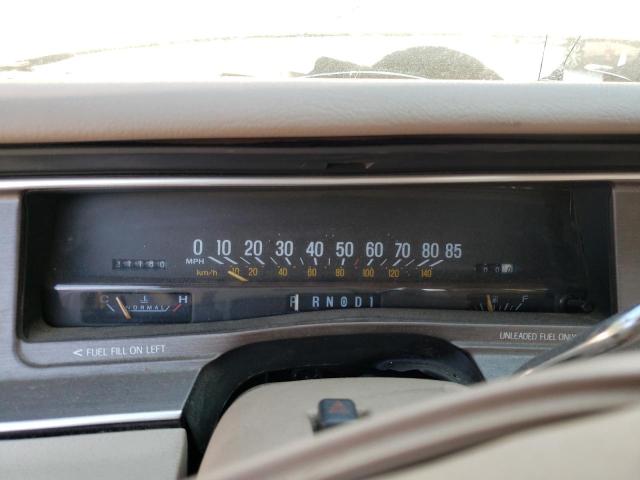 0 10 20 30 40 50 60 70 80 85
MPH
km/h 10 20 40 60 80 100 120 140
C H
NORMAL
P R N D 1
F
< FUEL FILL ON LEFT
UNLEADED FUEL ONLY